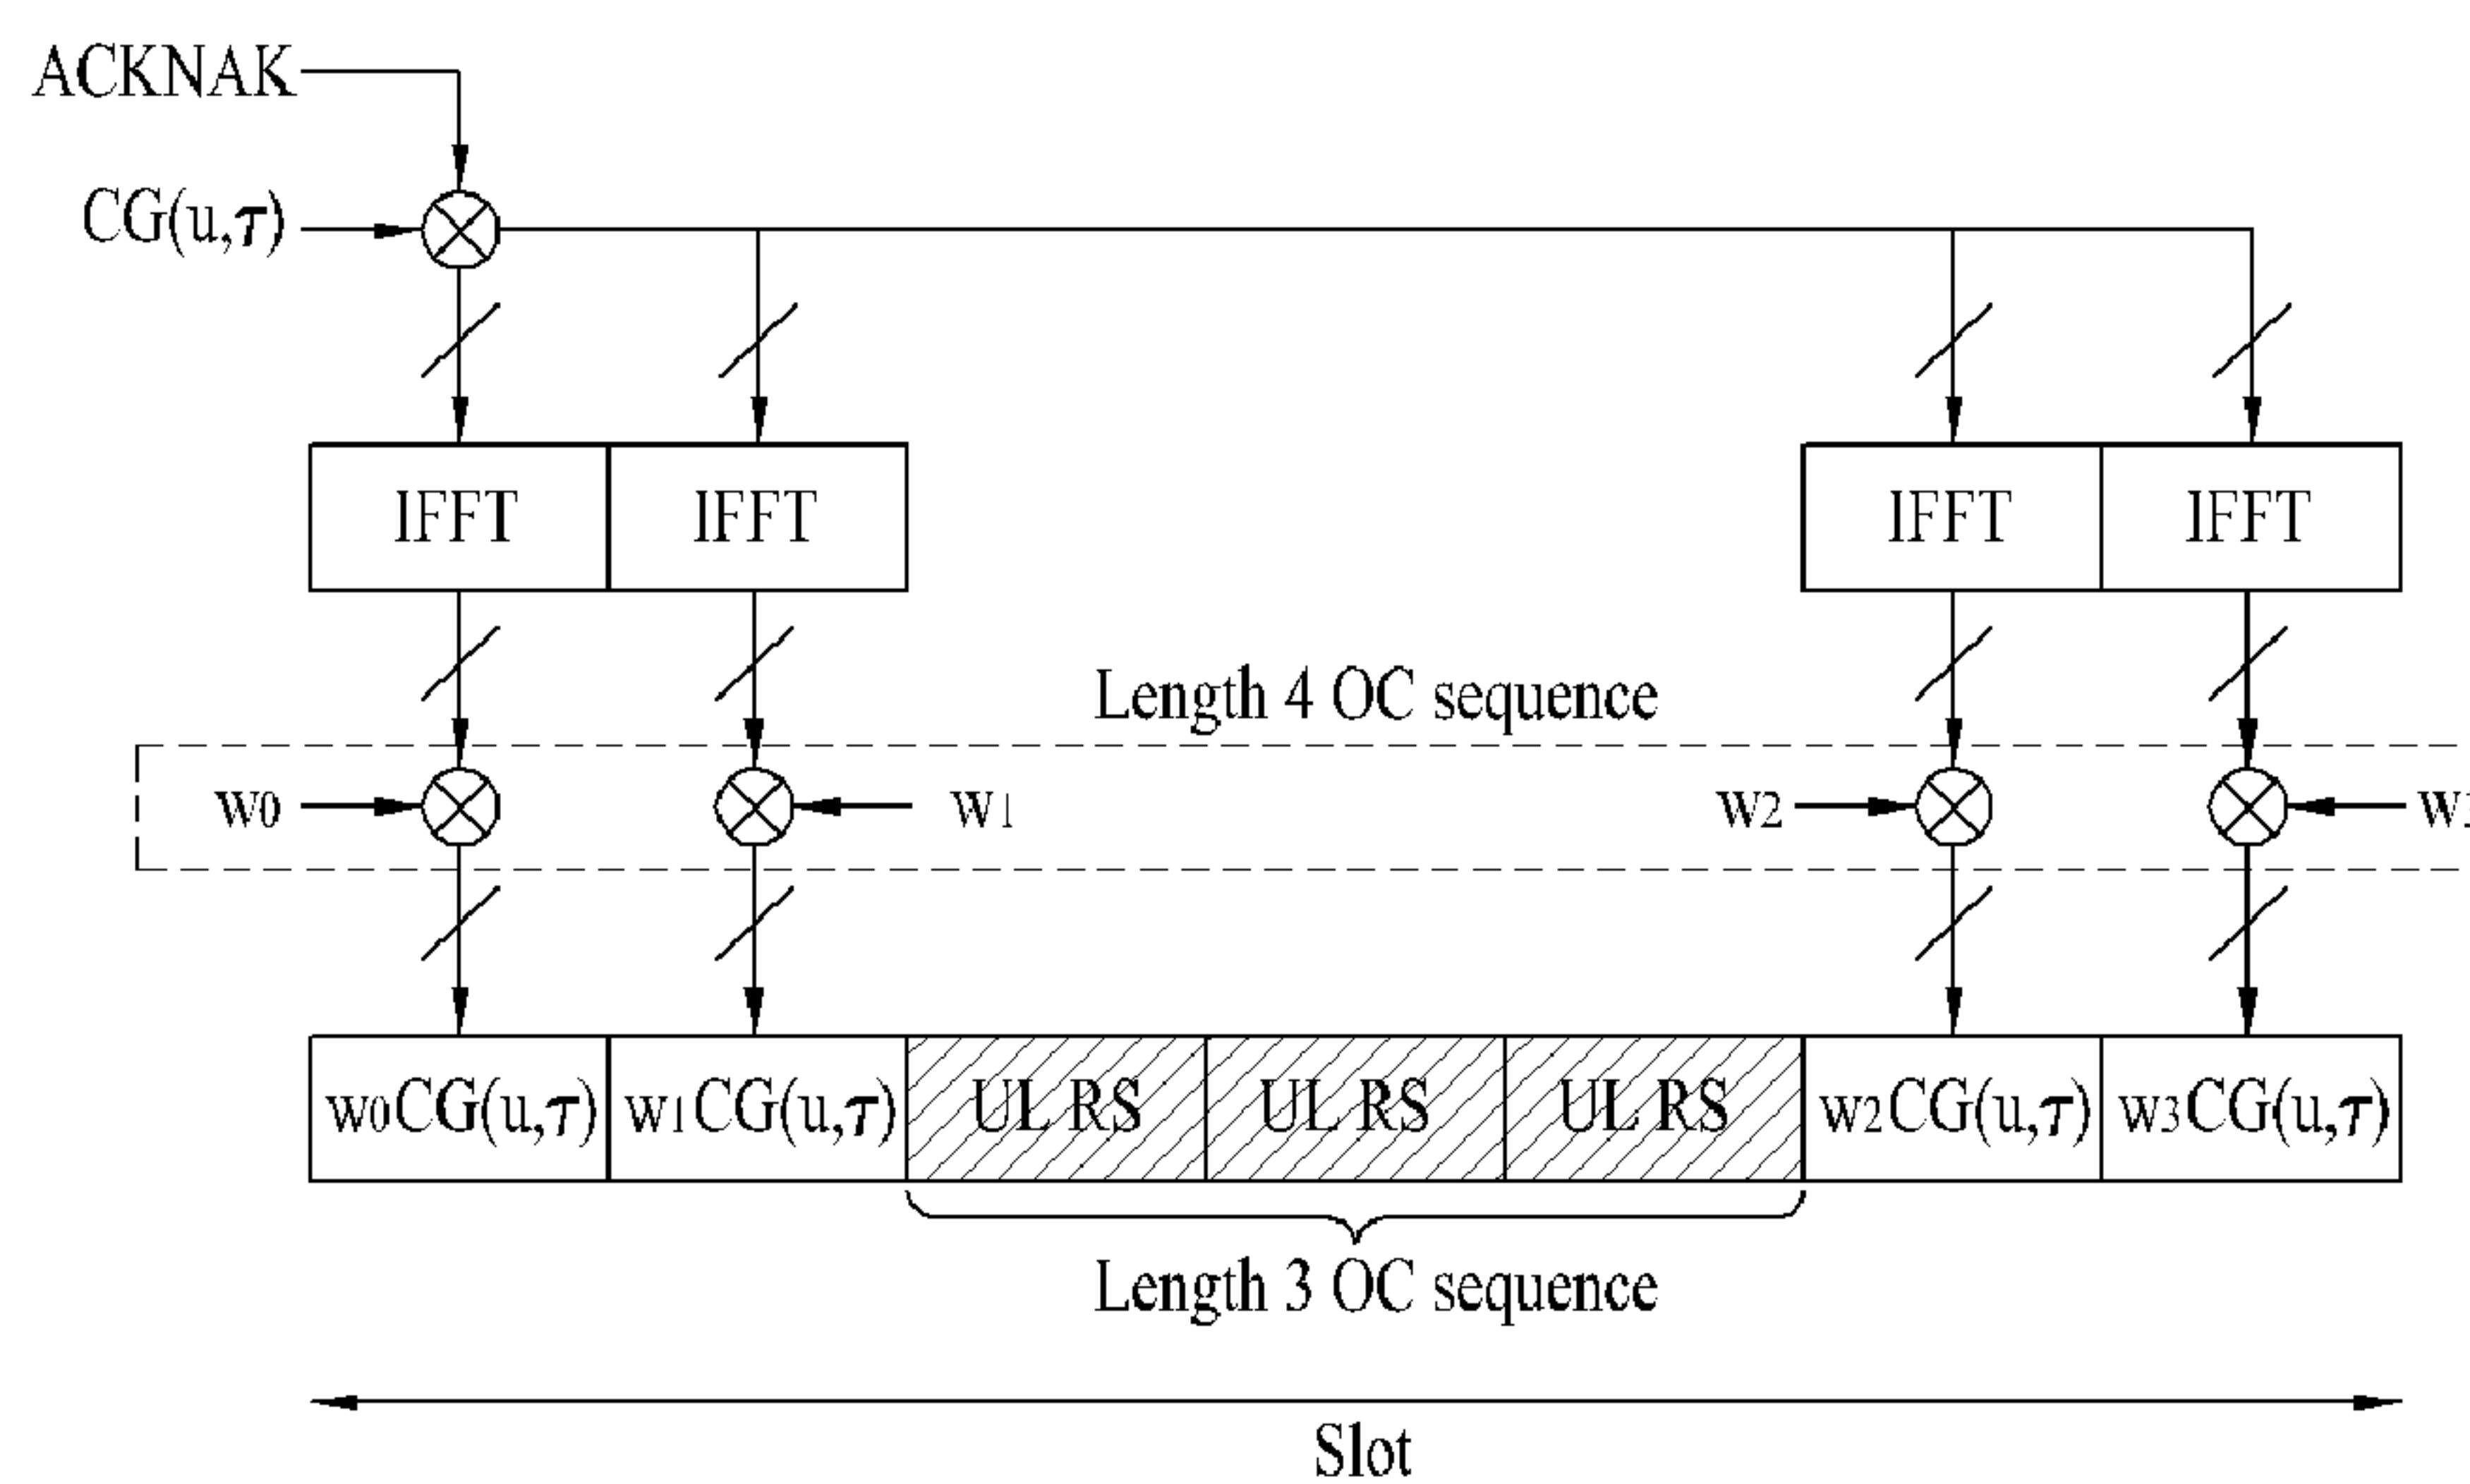 ACKNAK
CG(u,τ)
IFFT IFFT IFFT IFFT
Length 4 OC sequence
w0 w1 w2
w0CG(u,τ) w1CG(u,τ) UL RS UL RS UL RS w2CG(u,τ) w3CG(u,τ)
Length 3 OC sequence
Slot